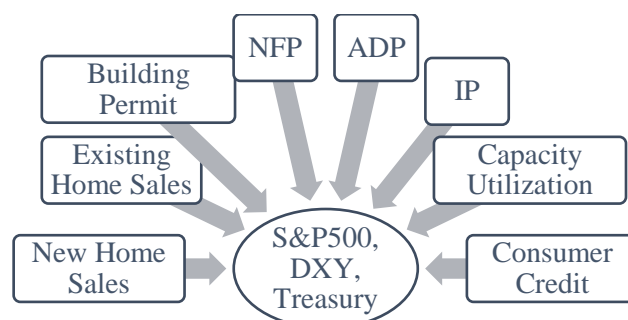 NFP
ADP
Building
Permit
IP
Existing
Home Sales
Capacity
Utilization
New Home
Sales
S&P500,
DXY,
Treasury
Consumer
Credit